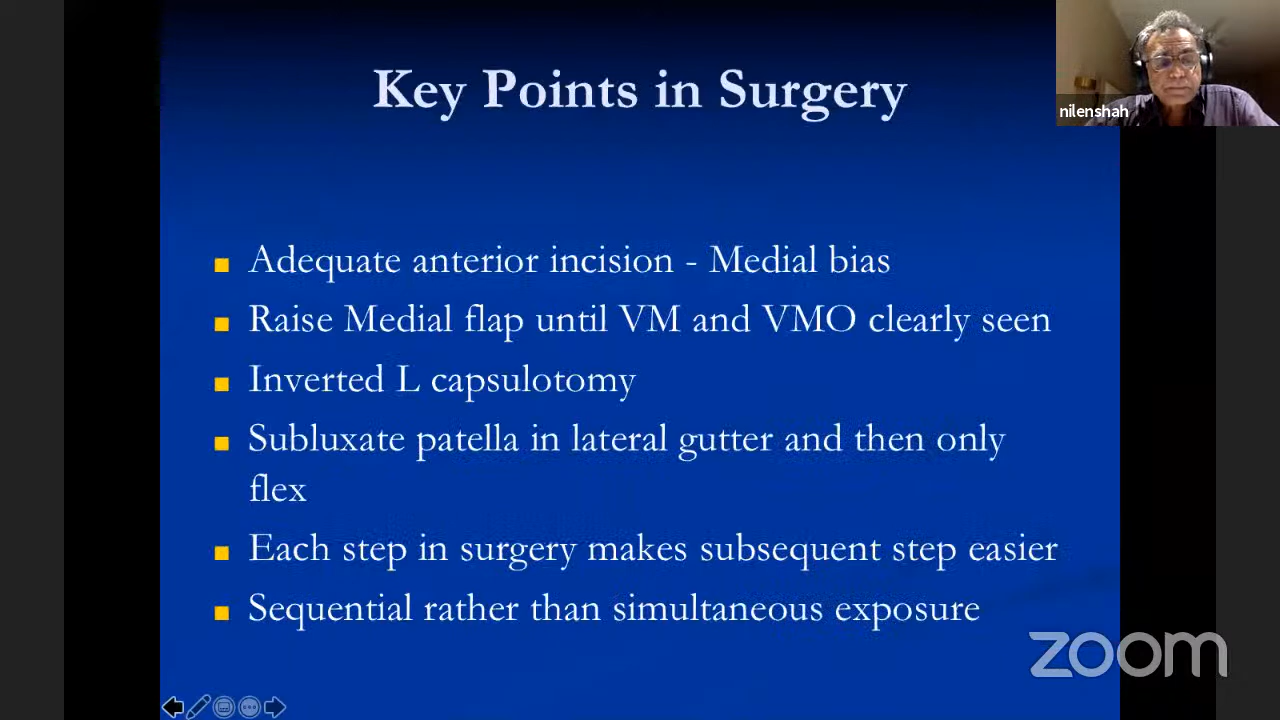 Key Points in Surgery
nilenshah
Adequate anterior incision - Medial bias
Raise Medial flap until VM and VMO clearly seen
Inverted L capsulotomy
Subluxate patella in lateral gutter and then only
flex
Each step in surgery makes subsequent step easier
Sequential rather than simultaneous exposure
zoom